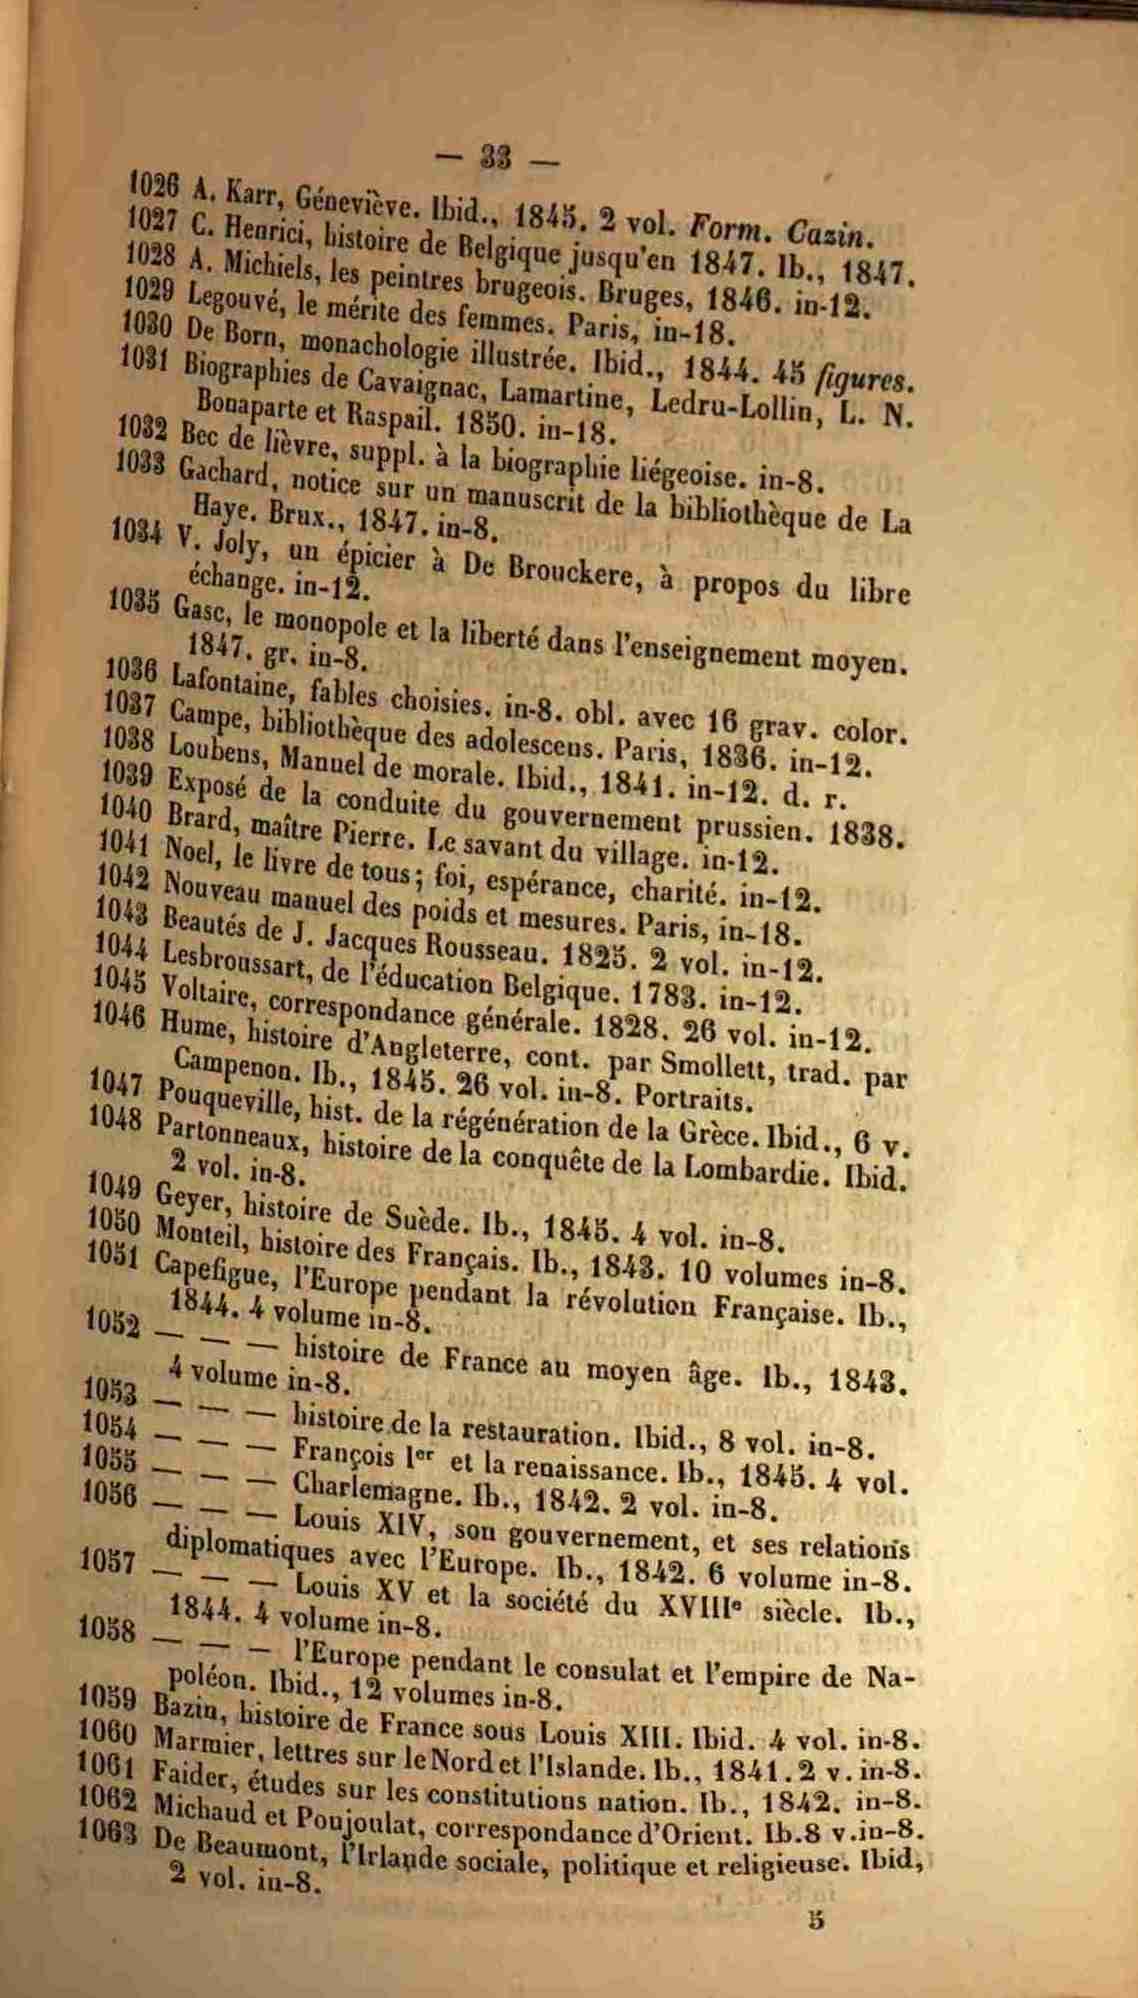 — 33 —
1026 A. Karr, Géneviève. Ibid., 1845. 2 vol. Form. Cazin.
1027 C. Henrici, histoire de Belgique jusqu'en 1847. Ib., 1847.
1028 A. Michiels, les peintres brugeois. Bruges, 1846. in-12.
1029 Legouvé, le mérite des femmes. Paris, in-18.
1030 De Born, monachologie illustrée. Ibid., 1844. 45 figures.
1031 Biographies de Cavaignac, Lamartine, Ledru-Lollin, L. N.
Bonaparte et Raspail. 1850. in-18.
1032 Bec de lièvre, suppl. à la biographie liégeoise. in-8.
1033 Gachard, notice sur un manuscrit de la bibliothèque de La
Haye. Brux., 1847. in-8.
1034 V. Joly, un épicier à De Brouckere, à propos du libre
échange. in-12.
1035 Gasc, le monopole et la liberté dans l'enseignement moyen.
1847. gr. in-8.
1036 Lafontaine, fables choisies. in-8. obl. avec 16 grav. color.
1037 Campe, bibliothèque des adolescens. Paris, 1836. in-12.
1038 Loubens, Manuel de morale. Ibid., 1841. in-12. d. r.
1039 Exposé de la conduite du gouvernement prussien. 1838.
1040 Brard, maître Pierre. Le savant du village. in-12.
1041 Noel, le livre de tous; foi, espérance, charité. in-12.
1042 Nouveau manuel des poids et mesures. Paris, in-18.
1043 Beautés de J. Jacques Rousseau. 1825. 2 vol. in-12.
1044 Lesbroussart, de l'éducation Belgique. 1783. in-12.
1045 Voltaire, correspondance générale. 1828. 26 vol. in-12.
1046 Hume, histoire d'Angleterre, cont. par Smollett, trad. par
Campenon. Ib., 1845. 26 vol. in-8. Portraits.
1047 Pouqueville, hist. de la régénération de la Grèce. Ibid., 6 v.
1048 Partonneaux, histoire de la conquête de la Lombardie. Ibid.
2 vol. in-8.
1049 Geyer, histoire de Suède. Ib., 1845. 4 vol. in-8.
1050 Monteil, histoire des Français. Ib., 1843. 10 volumes in-8.
1051 Capefigue, l'Europe pendant la révolution Française. Ib.,
1844. 4 volume in-8.
1052 — — — histoire de France au moyen âge. Ib., 1843.
4 volume in-8.
1053 — — — histoire de la restauration. Ibid., 8 vol. in-8.
1054 — — — François Ier et la renaissance. Ib., 1845. 4 vol.
1055 — — — Charlemagne. Ib., 1842. 2 vol. in-8.
1056 — — — Louis XIV, son gouvernement, et ses relations
diplomatiques avec l'Europe. Ib., 1842. 6 volume in-8.
1057 — — — Louis XV et la société du XVIIIe siècle. Ib.,
1844. 4 volume in-8.
1058 — — — l'Europe pendant le consulat et l'empire de Na-
poléon. Ibid., 12 volumes in-8.
1059 Bazin, histoire de France sous Louis XIII. Ibid. 4 vol. in-8.
1060 Marmier, lettres sur le Nord et l'Islande. Ib., 1841. 2 v. in-8.
1061 Faider, études sur les constitutions nation. Ib., 1842. in-8.
1062 Michaud et Poujoulat, correspondance d'Orient. Ib. 8 v. in-8.
1063 De Beaumont, l'Irlande sociale, politique et religieuse. Ibid,
2 vol. in-8.
5